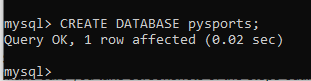 mysql> CREATE DATABASE pysports;
Query OK, 1 row affected (0.02 sec)
mysql>